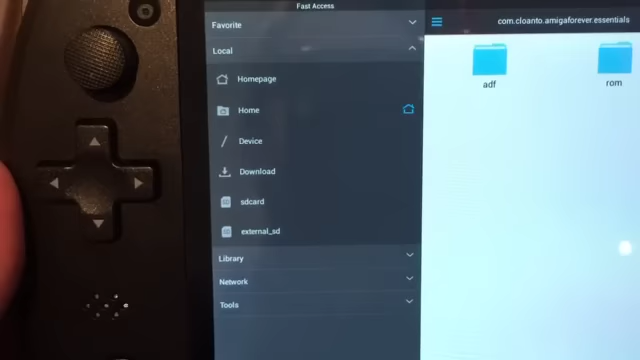 Fast Access
Favorite
Local
Homepage
Home
Device
Download
sdcard
external_sd
Library
Network
Tools
com.cloanto.amigaforever.essentials
adf
rom